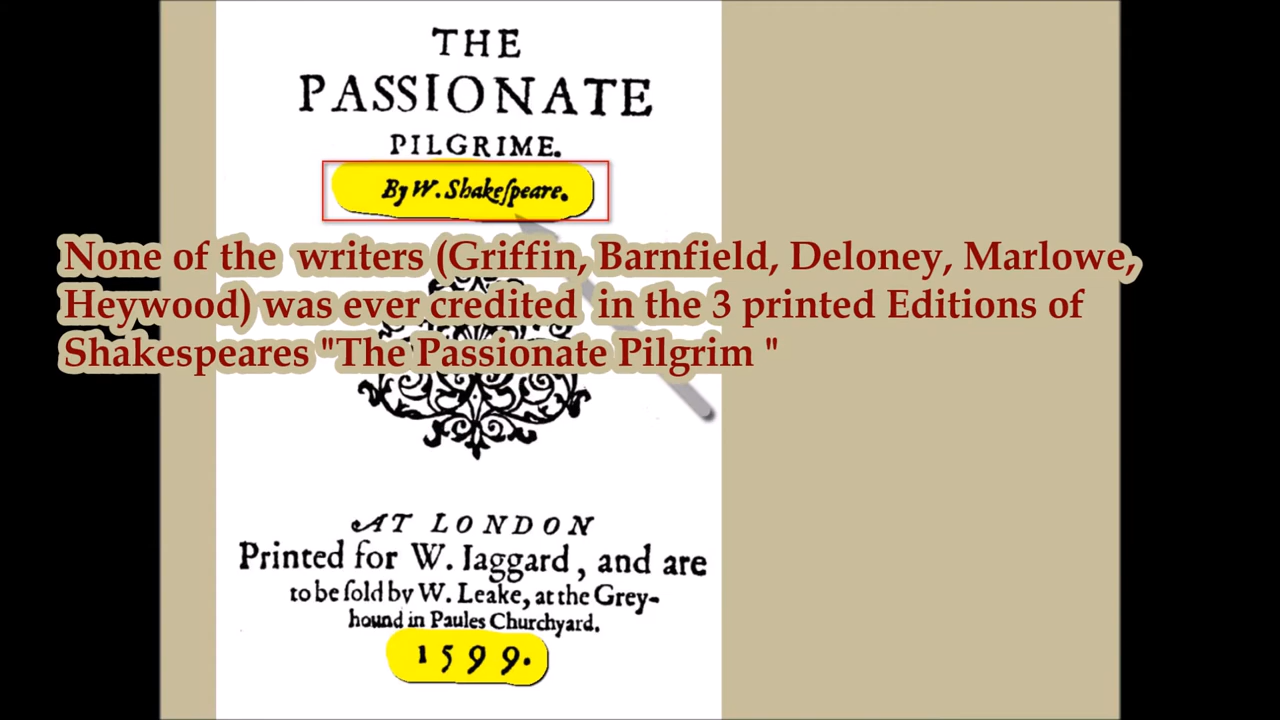 THE
PASSIONATE
PILGRIME.
By W. Shakeſpeare.
None of the writers (Griffin, Barnfield, Deloney, Marlowe,
Heywood) was ever credited in the 3 printed Editions of
Shakespeares "The Passionate Pilgrim "
AT LONDON
Printed for W. Iaggard, and are
to be ſold by W. Leake, at the Grey-
hound in Paules Churchyard.
1599.